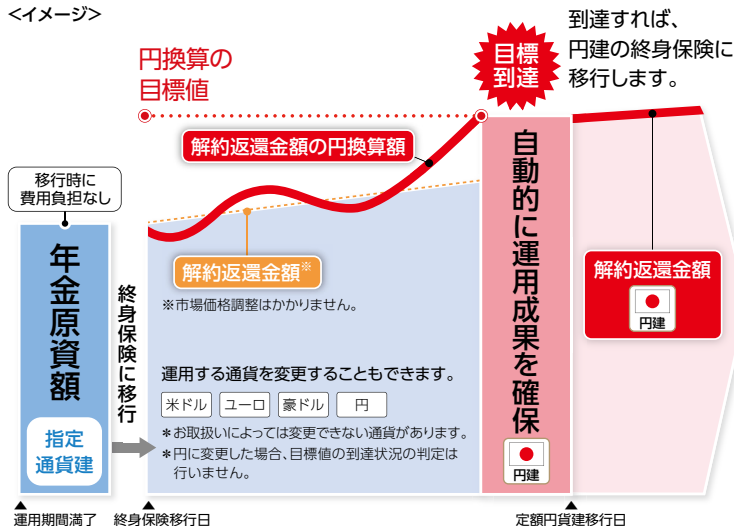 <イメージ>
円換算の
目標値
目標
到達
到達すれば、
円建の終身保険に
移行します。
解約返還金額の円換算額
移行時に
費用負担なし
年金原資額
指定
通貨建
終身保険に移行
解約返還金額※
※市場価格調整はかかりません。
運用する通貨を変更することもできます。
米ドル ユーロ 豪ドル 円
＊お取扱いによっては変更できない通貨があります。
＊円に変更した場合、目標値の到達状況の判定は
行いません。
自動的に運用成果を確保
円建
解約返還金額
円建
▲
運用期間満了
▲
終身保険移行日
▲
定額円貨建移行日